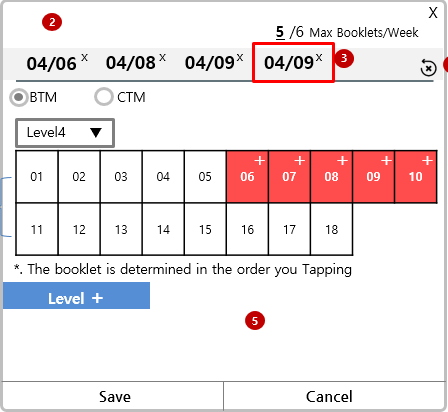 X
2
5 /6 Max Booklets/Week
04/06 x 04/08 x 04/09 x 04/09 x 3
BTM CTM
Level4 ▼
01 02 03 04 05 06 + 07 + 08 + 09 + 10 +
11 12 13 14 15 16 17 18
*. The booklet is determined in the order you Tapping
Level +
5
Save Cancel